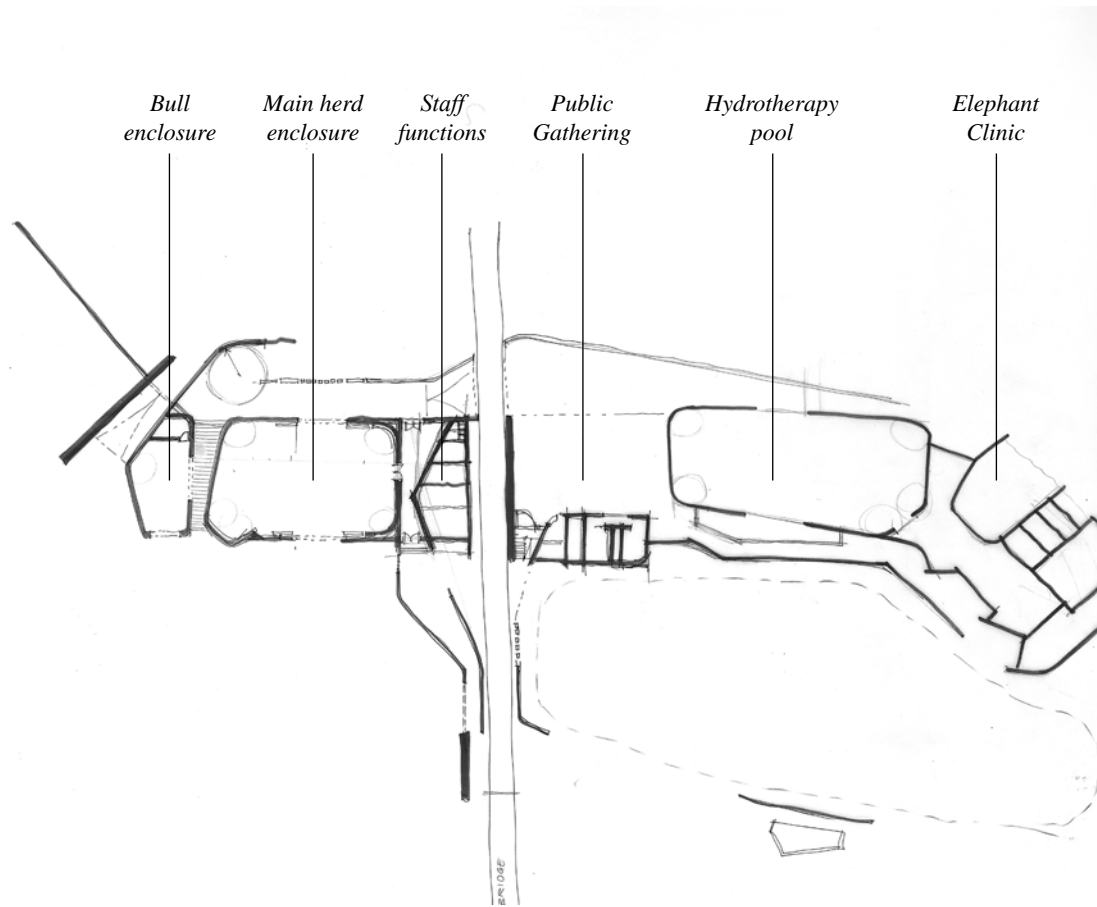 Bull
enclosure
Main herd
enclosure
Staff
functions
Public
Gathering
Hydrotherapy
pool
Elephant
Clinic
BRIDGE